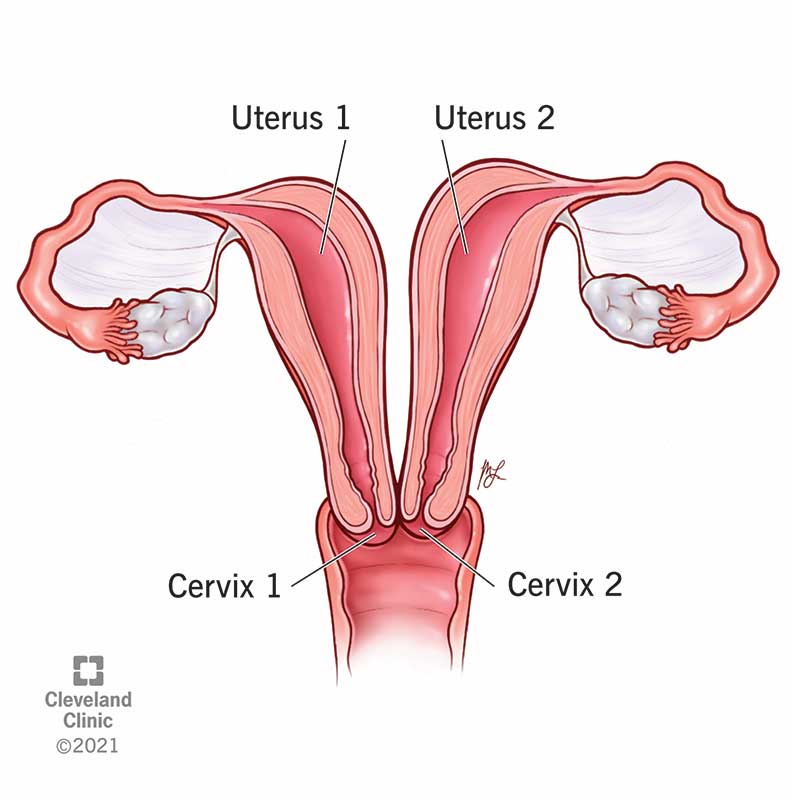 Uterus 1
Uterus 2
Cervix 1
Cervix 2
Cleveland
Clinic
©2021